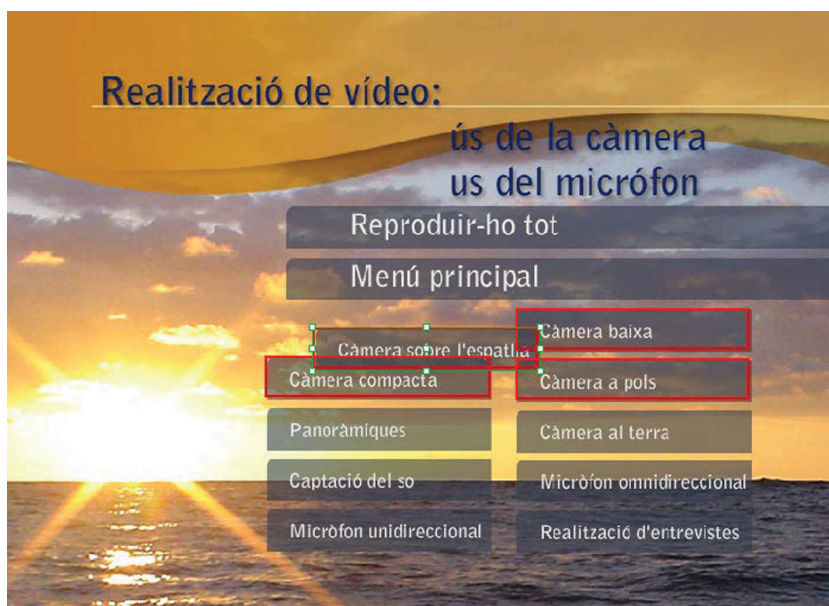 Realització de vídeo:
ús de la càmera
us del micrófon
Reproduir-ho tot
Menú principal
Càmera sobre l'espatlla
Càmera baixa
Càmera compacta
Càmera a pols
Panoràmiques
Càmera al terra
Captació del so
Micròfon omnidireccional
Micròfon unidireccional
Realització d'entrevistes